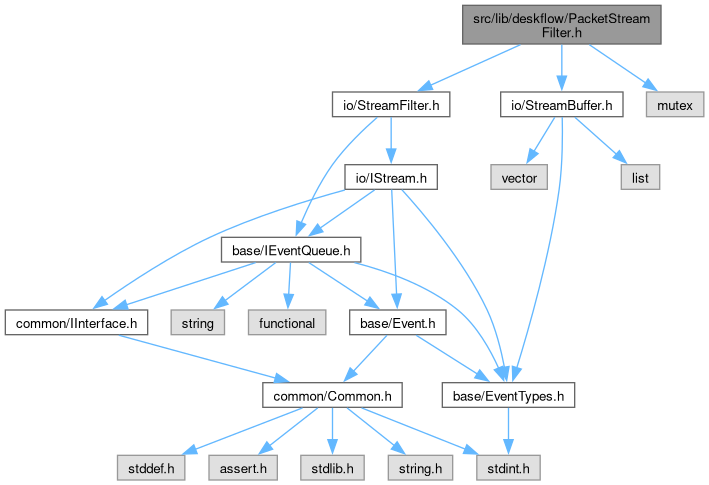 src/lib/deskflow/PacketStream
Filter.h
io/StreamFilter.h
io/StreamBuffer.h
mutex
io/IStream.h
vector
list
base/IEventQueue.h
common/IInterface.h
string
functional
base/Event.h
common/Common.h
base/EventTypes.h
stddef.h
assert.h
stdlib.h
string.h
stdint.h